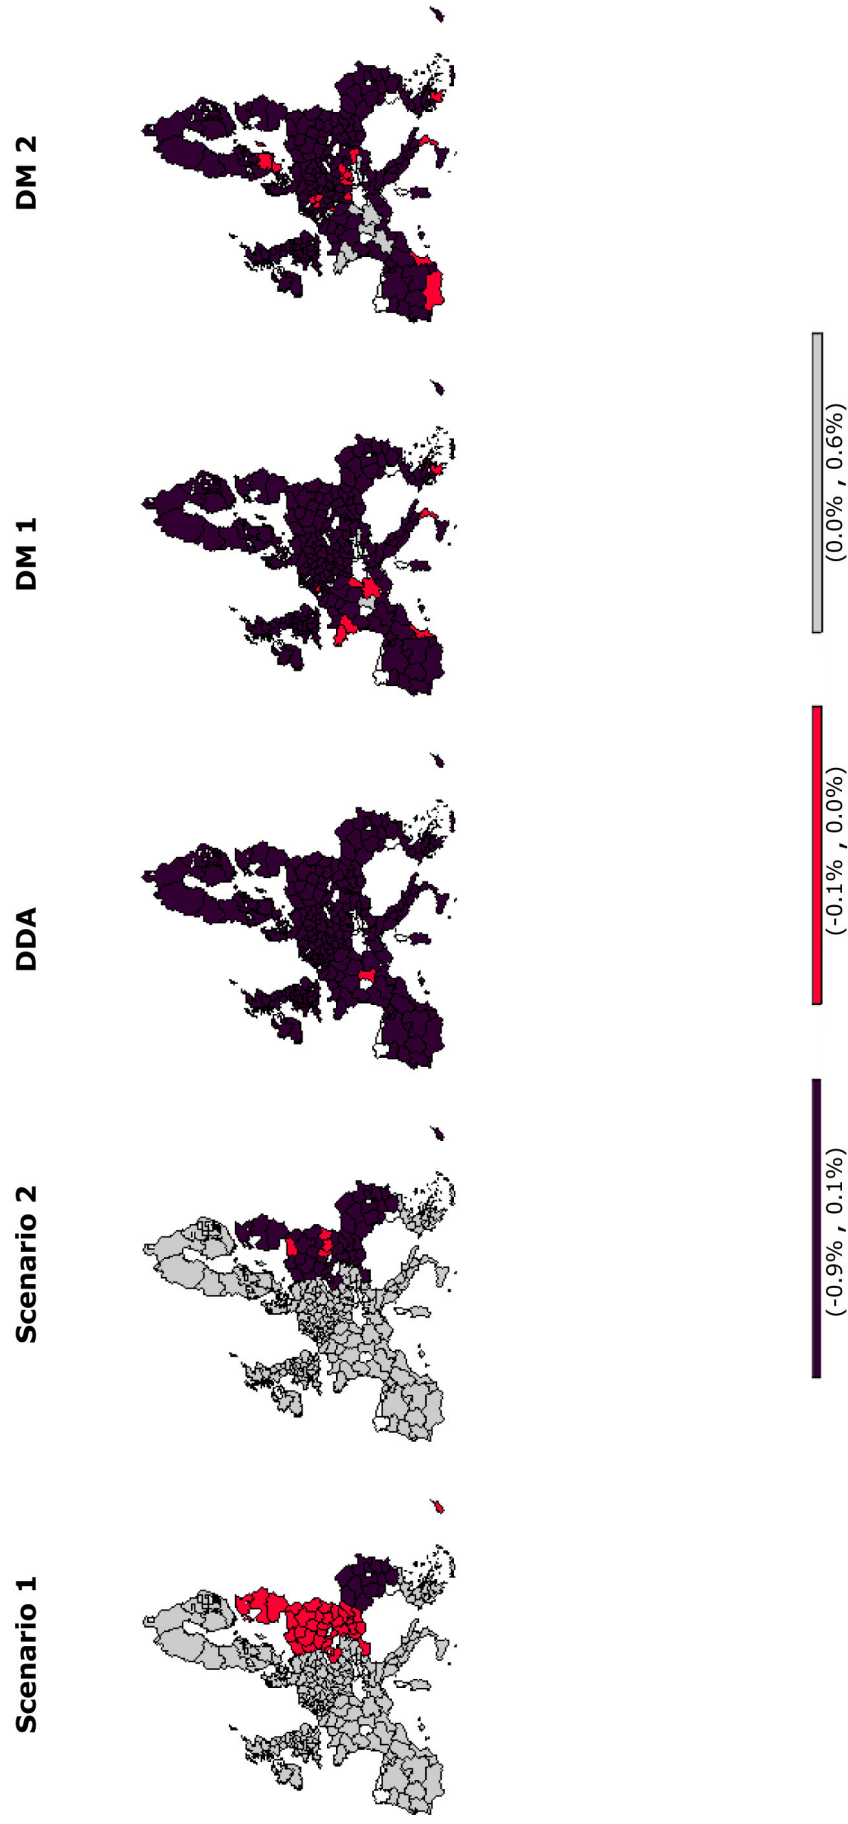 Scenario 1
Scenario 2
DDA
DM 1
DM 2
(-0.9% , 0.1%)
(-0.1% , 0.0%)
(0.0% , 0.6%)